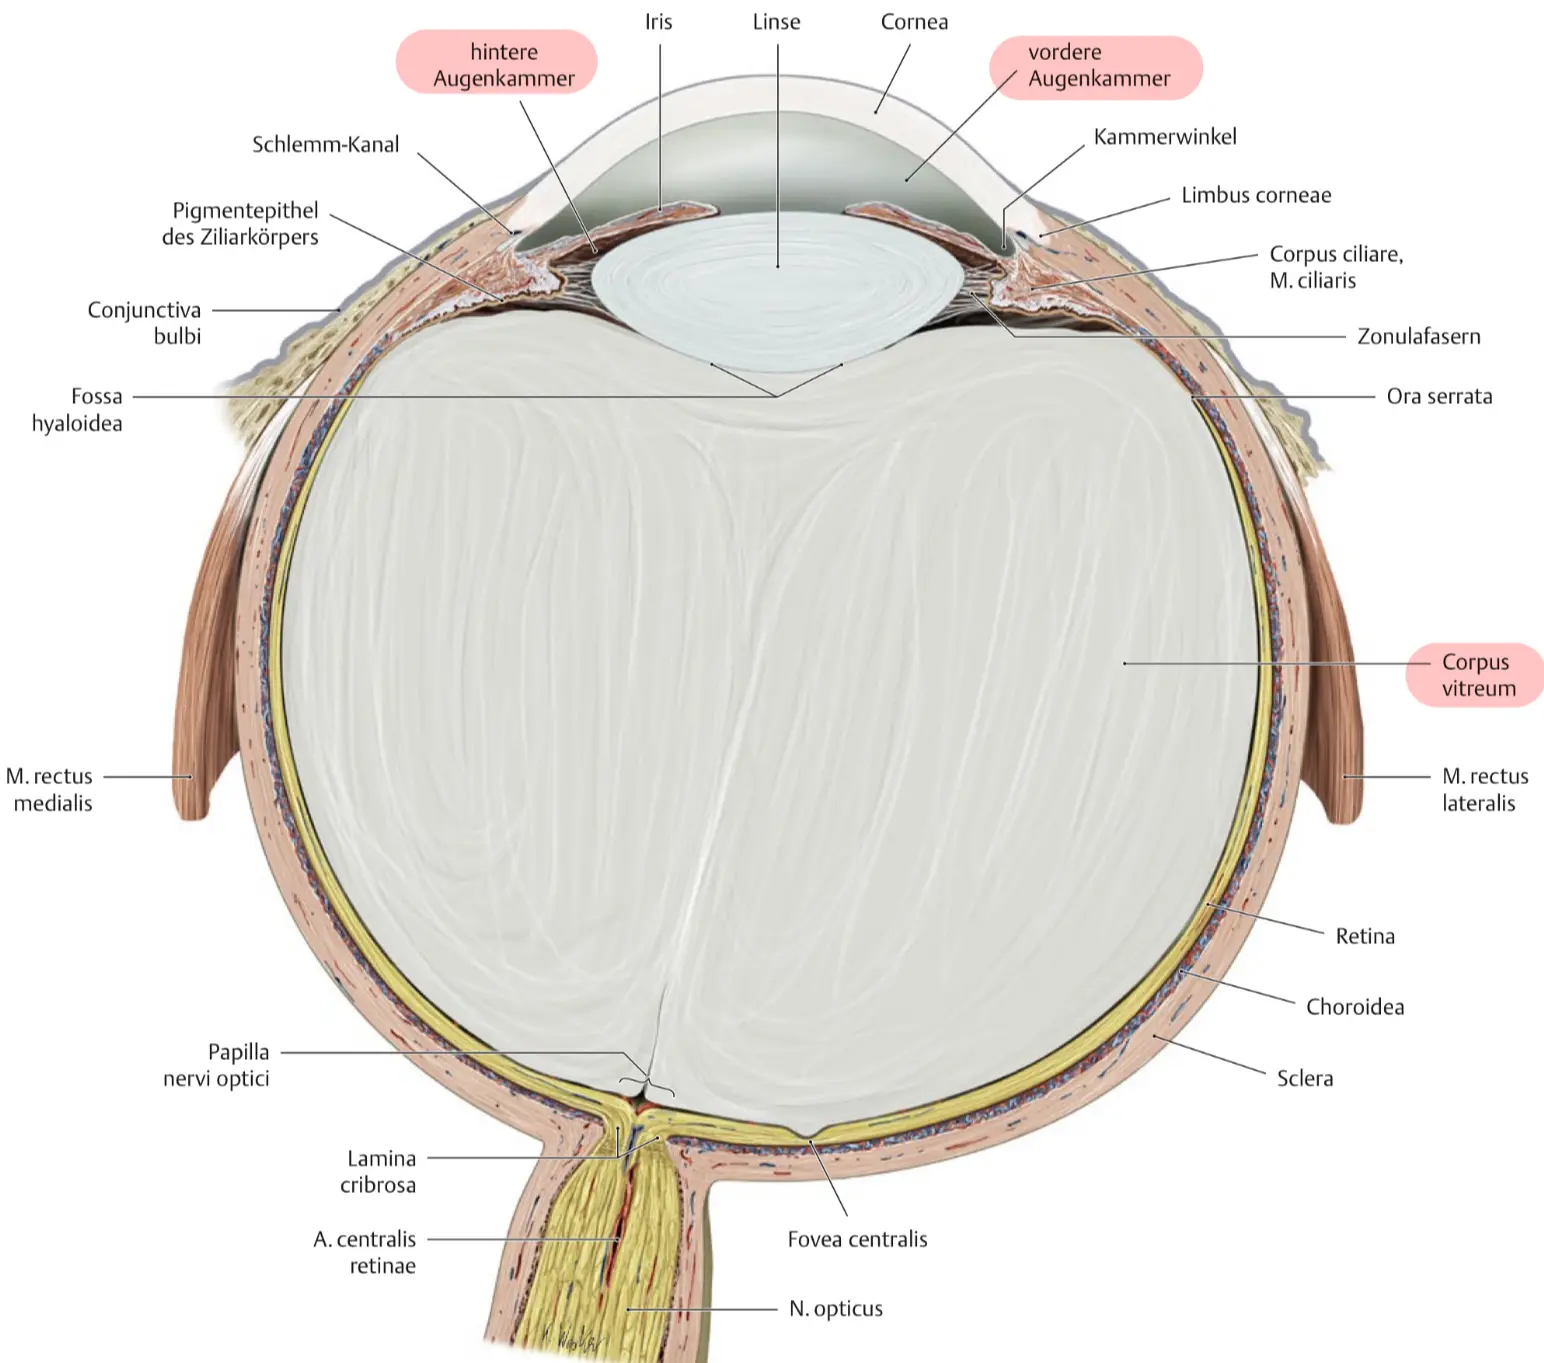 Iris
Linse
Cornea
hintere
Augenkammer
vordere
Augenkammer
Schlemm-Kanal
Kammerwinkel
Pigmentepithel
des Ziliarkörpers
Limbus corneae
Corpus ciliare,
M. ciliaris
Conjunctiva
bulbi
Zonulafasern
Fossa
hyaloidea
Ora serrata
Corpus
vitreum
M. rectus
medialis
M. rectus
lateralis
Retina
Choroidea
Papilla
nervi optici
Sclera
Lamina
cribrosa
A. centralis
retinae
Fovea centralis
N. opticus